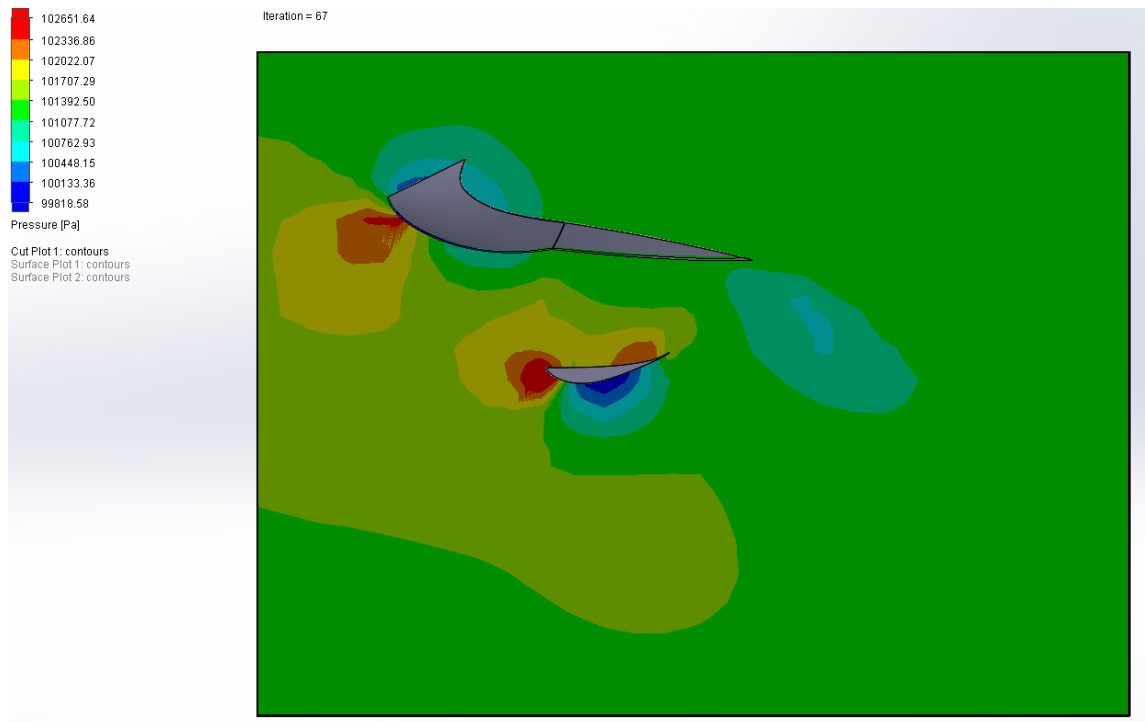 102651.64
102336.86
102022.07
101707.29
101392.50
101077.72
100762.93
100448.15
100133.36
99818.58
Pressure [Pa]
Cut Plot 1: contours
Surface Plot 1: contours
Surface Plot 2: contours
Iteration = 67